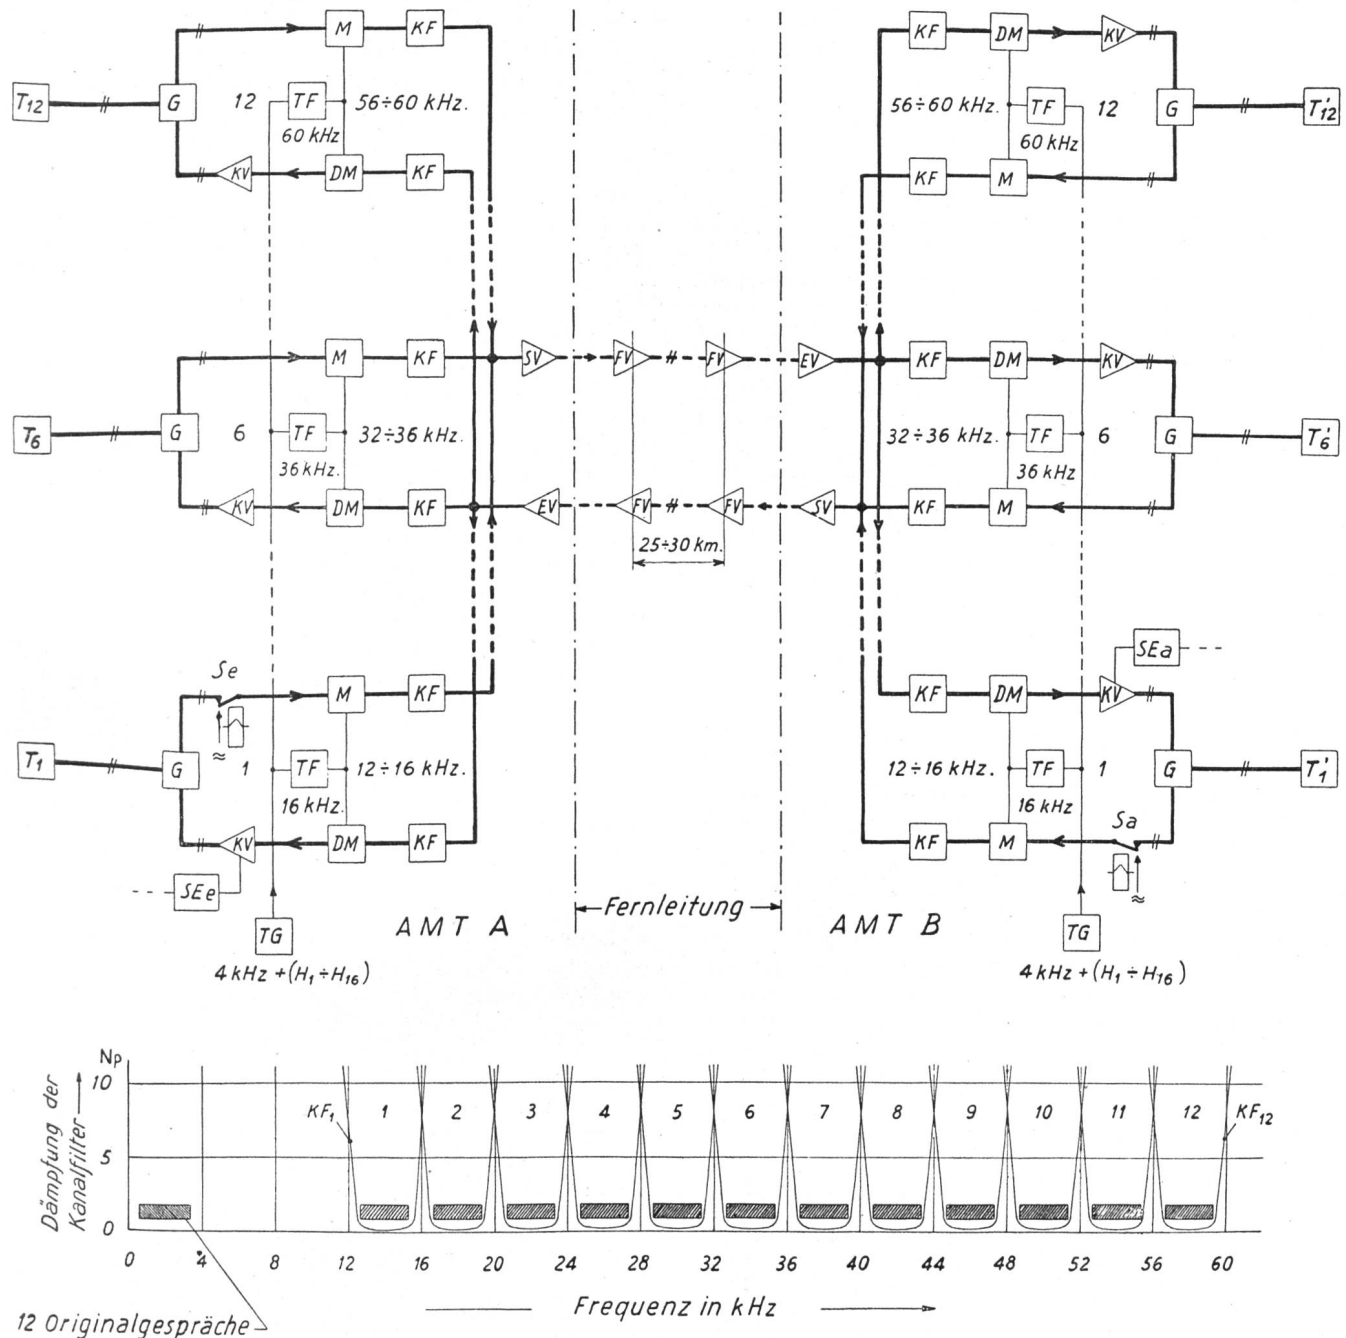 M KF KF DM KV
T12 G 12 TF 56÷60 kHz. 56÷60 kHz. TF 12 G T'12
60 kHz 60 kHz
KV DM KF KF M
M KF SV FV FV EV KF DM KV
T6 G 6 TF 32÷36 kHz. 32÷36 kHz. TF 6 G T'6
36 kHz. 36 kHz.
KV DM KF EV FV FV SV KF M
25÷30 km.
SEa
Se
M KF KF DM KV
T1 G 1 TF 12÷16 kHz. 12÷16 kHz. TF 1 G T'1
≈
16 kHz. 16 kHz
Sa
KV DM KF KF M
SEe ≈
Fernleitung
TG AMT A AMT B TG
4 kHz + (H1 ÷ H16) 4 kHz + (H1 ÷ H16)
Dämpfung der
Kanalfilter
Np
10
5
0
KF1 1 2 3 4 5 6 7 8 9 10 11 12 KF12
0 4 8 12 16 20 24 28 32 36 40 44 48 52 56 60
Frequenz in kHz
12 Originalgespräche